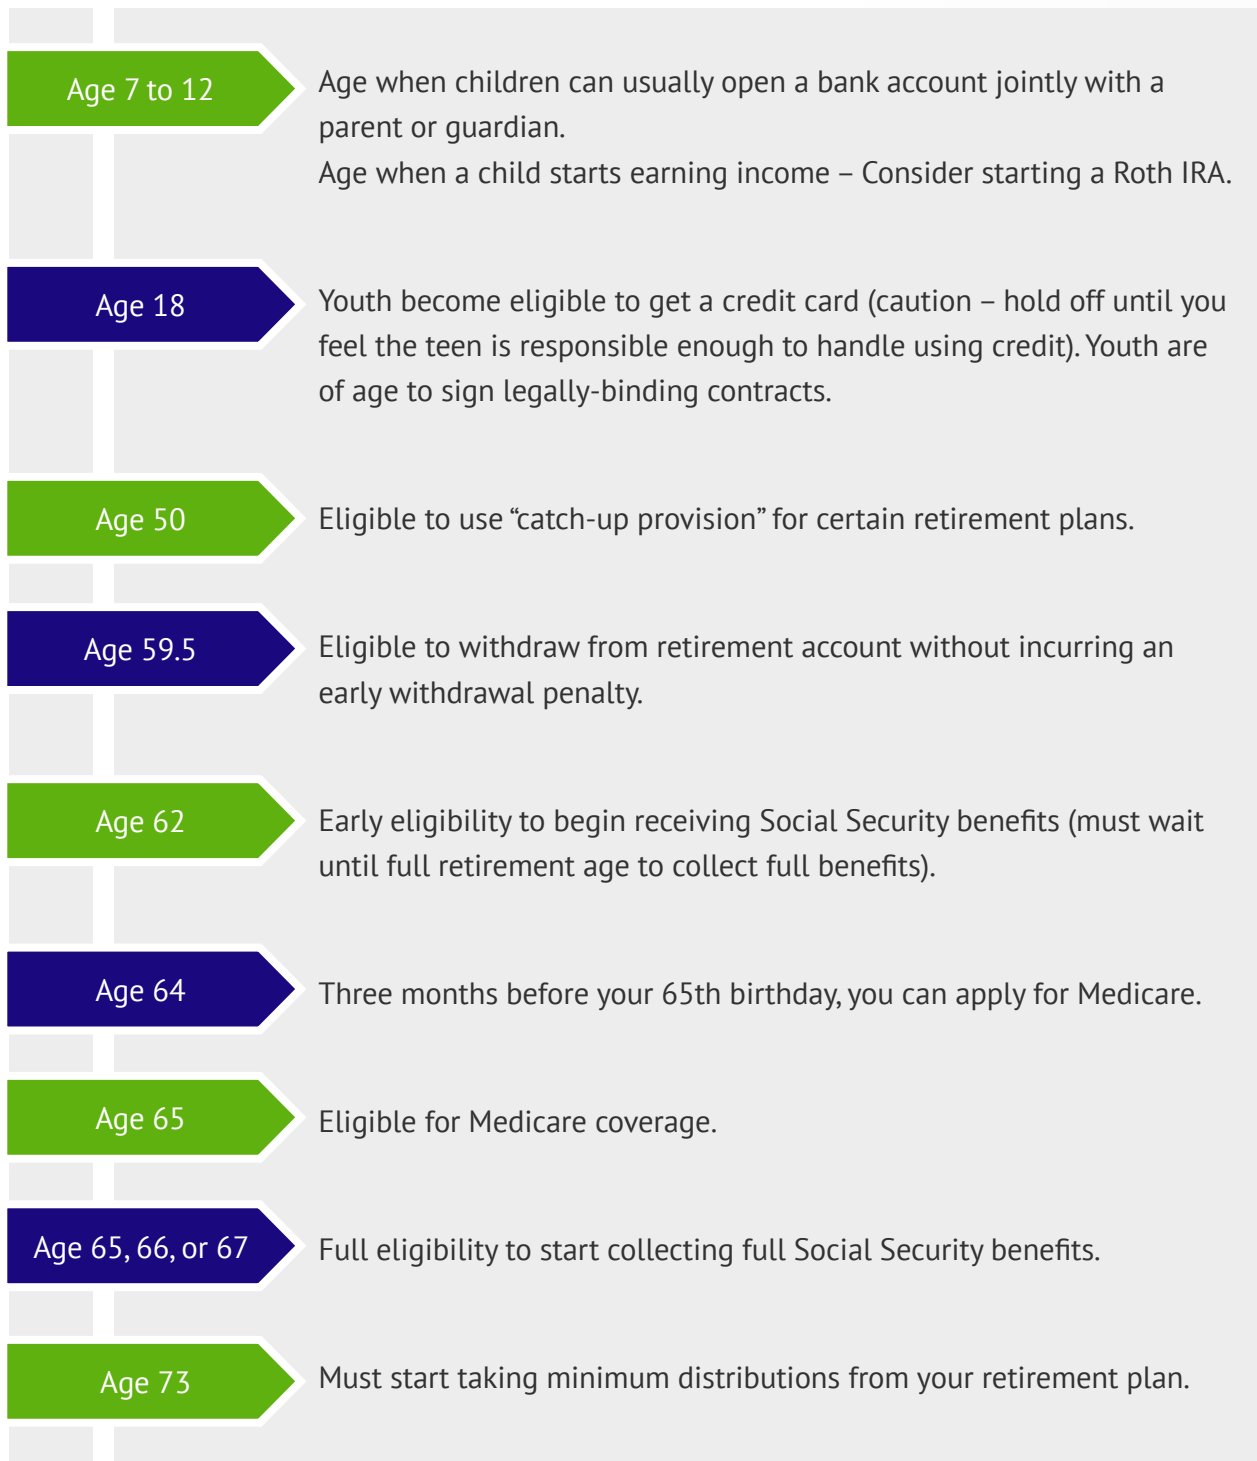 Age 7 to 12
Age when children can usually open a bank account jointly with a
parent or guardian.
Age when a child starts earning income – Consider starting a Roth IRA.
Age 18
Youth become eligible to get a credit card (caution – hold off until you
feel the teen is responsible enough to handle using credit). Youth are
of age to sign legally-binding contracts.
Age 50
Eligible to use “catch-up provision” for certain retirement plans.
Age 59.5
Eligible to withdraw from retirement account without incurring an
early withdrawal penalty.
Age 62
Early eligibility to begin receiving Social Security benefits (must wait
until full retirement age to collect full benefits).
Age 64
Three months before your 65th birthday, you can apply for Medicare.
Age 65
Eligible for Medicare coverage.
Age 65, 66, or 67
Full eligibility to start collecting full Social Security benefits.
Age 73
Must start taking minimum distributions from your retirement plan.